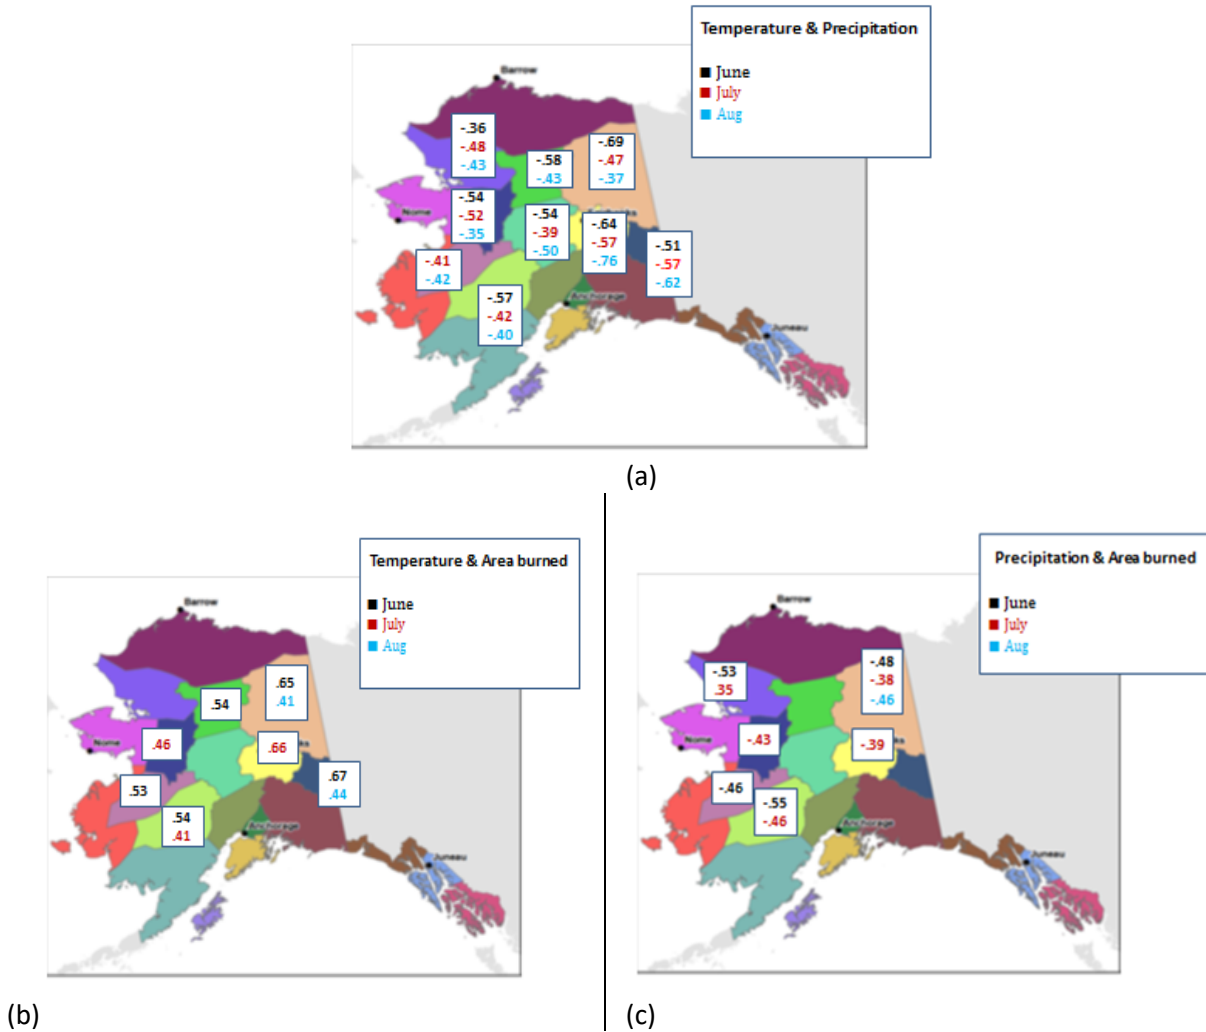 Temperature & Precipitation
■ June
■ July
■ Aug
Barrow
-.36
-.48
-.43
-.58
-.43
-.69
-.47
-.37
Nome
-.54
-.52
-.35
-.54
-.39
-.50
ks
-.64
-.57
-.76
-.51
-.57
-.62
-.41
-.42
-.57
-.42
-.40
Anchorage
Juneau
(a)
Temperature & Area burned
■ June
■ July
■ Aug
Barrow
.65
.41
.54
Nome
.46
.66
ks
.67
.44
.53
.54
.41
Anchorage
Juneau
(b)
Precipitation & Area burned
■ June
■ July
■ Aug
Barrow
-.53
.35
-.48
-.38
-.46
Nome
-.43
-.39
ks
-.46
-.55
-.46
Anchorage
Juneau
(c)